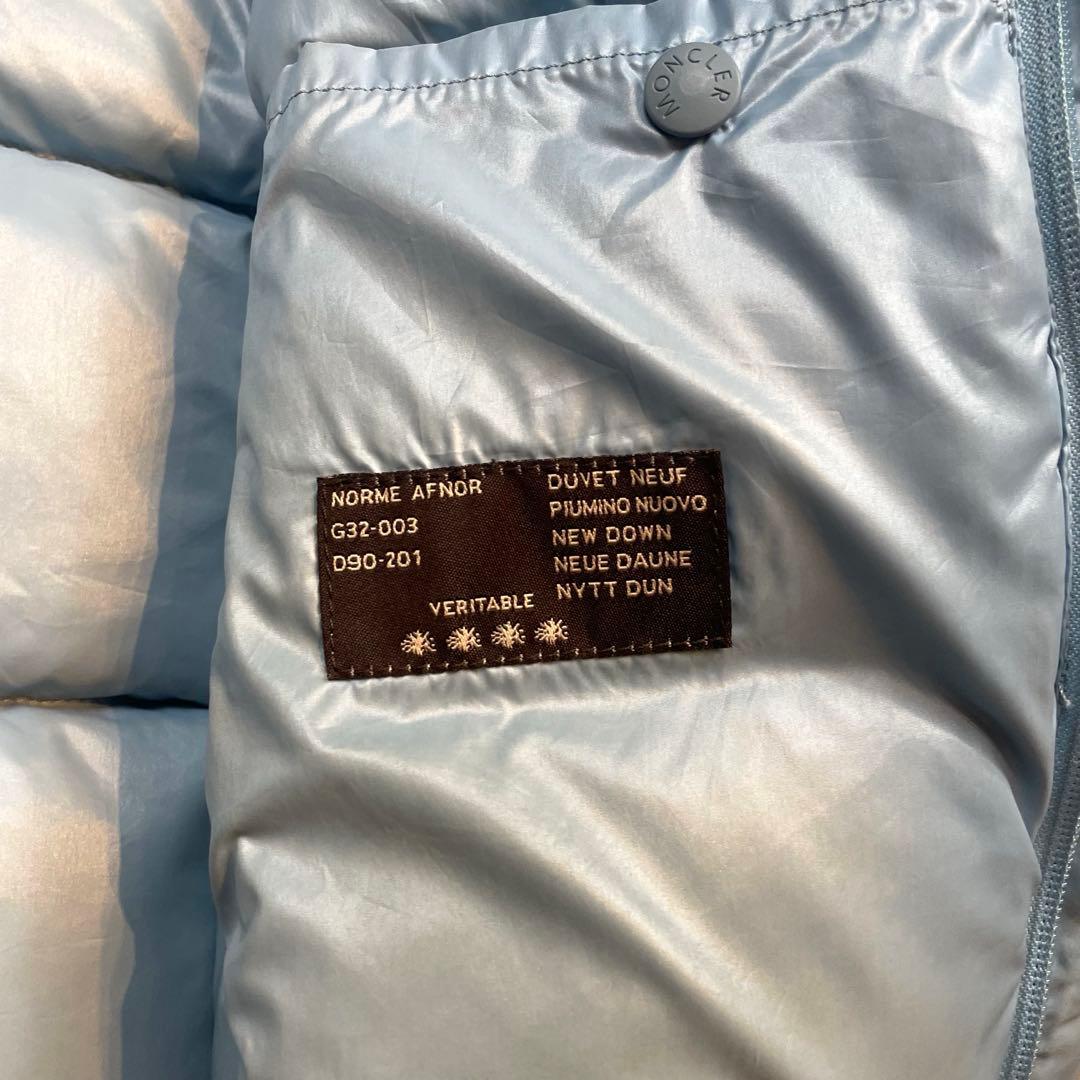 MONCLER
NORME AFNOR
G32-003
D90-201
DUVET NEUF
PIUMINO NUOVO
NEW DOWN
NEUE DAUNE
NYTT DUN
VERITABLE